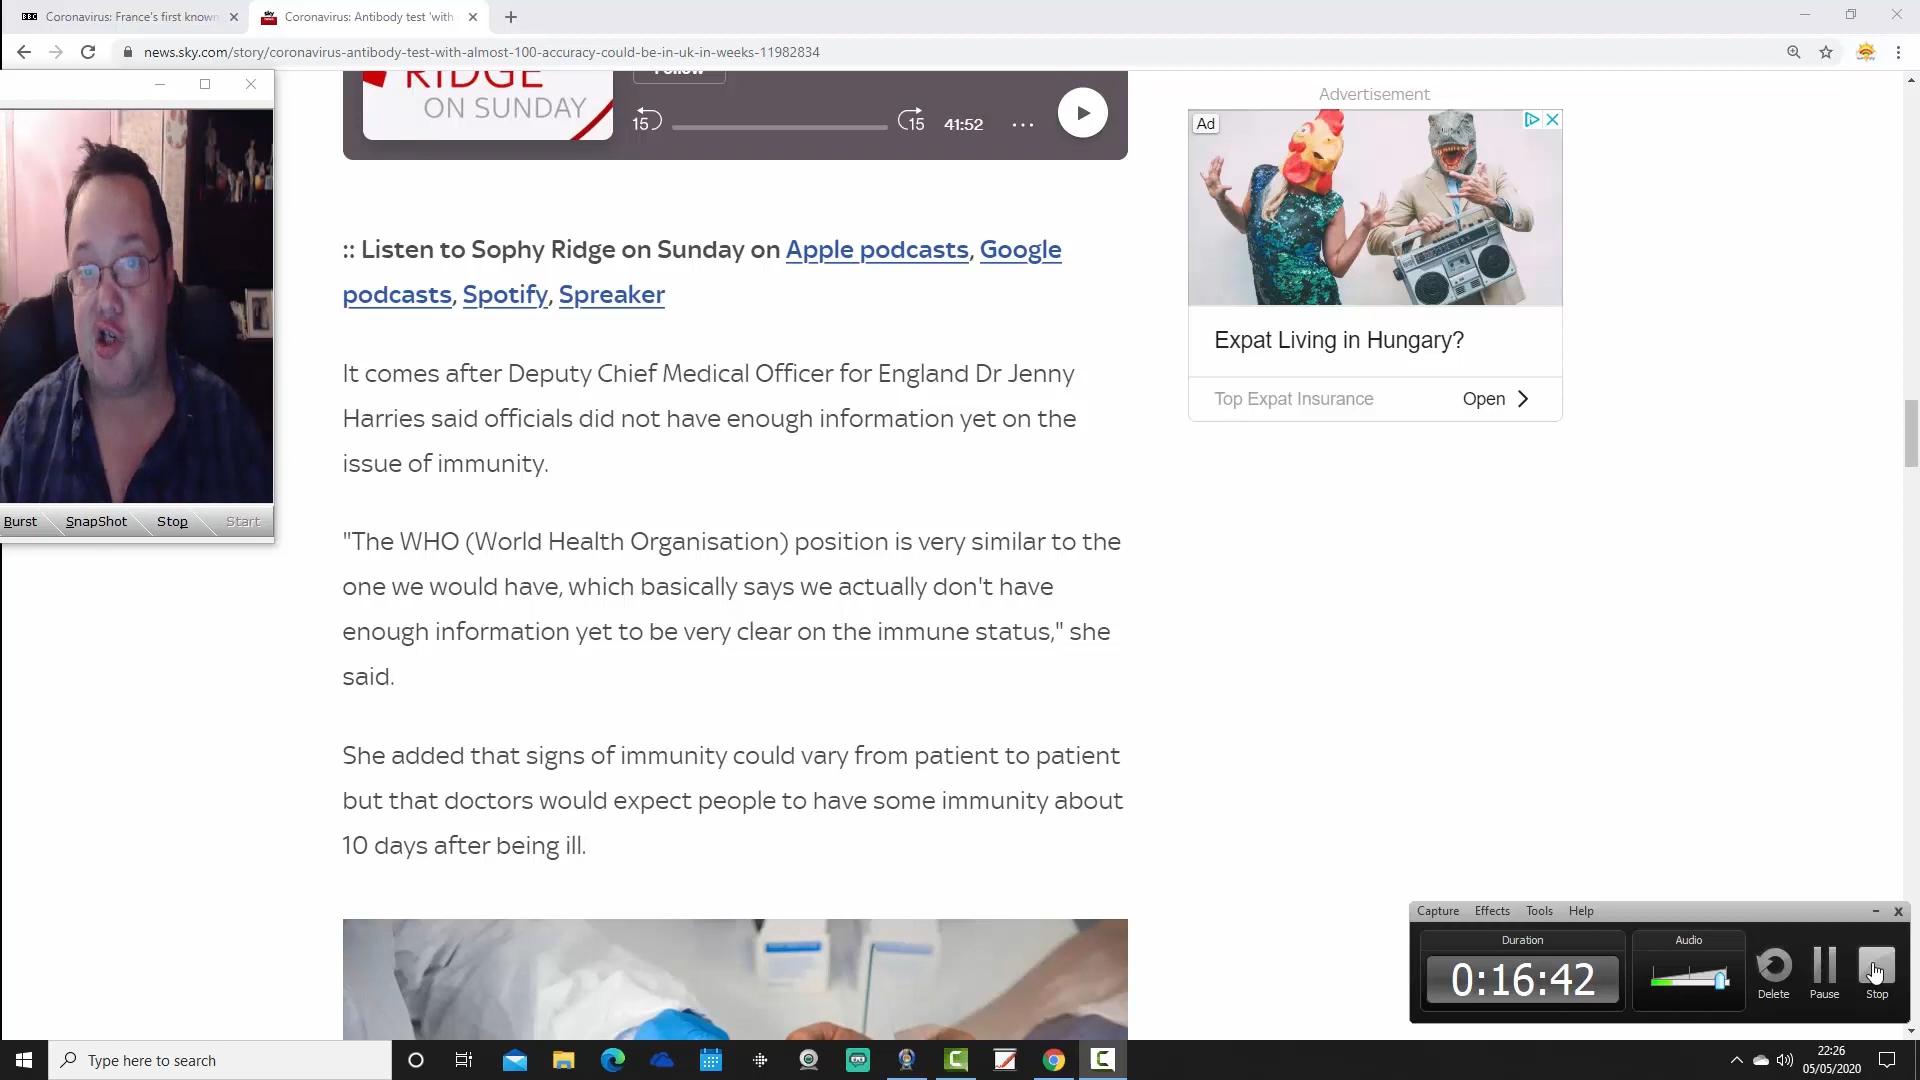 BBC Coronavirus: France's first known
sky news Coronavirus: Antibody test 'with
news.sky.com/story/coronavirus-antibody-test-with-almost-100-accuracy-could-be-in-uk-in-weeks-11982834
RIDGE
ON SUNDAY
Follow
15
15
41:52
Advertisement
Ad
Expat Living in Hungary?
Top Expat Insurance
Open
:: Listen to Sophy Ridge on Sunday on Apple podcasts, Google
podcasts, Spotify, Spreaker
It comes after Deputy Chief Medical Officer for England Dr Jenny
Harries said officials did not have enough information yet on the
issue of immunity.
Burst
SnapShot
Stop
Start
"The WHO (World Health Organisation) position is very similar to the
one we would have, which basically says we actually don't have
enough information yet to be very clear on the immune status," she
said.
She added that signs of immunity could vary from patient to patient
but that doctors would expect people to have some immunity about
10 days after being ill.
Capture Effects Tools Help
Duration
Audio
0:16:42
Delete
Pause
Stop
Type here to search
22:26
05/05/2020